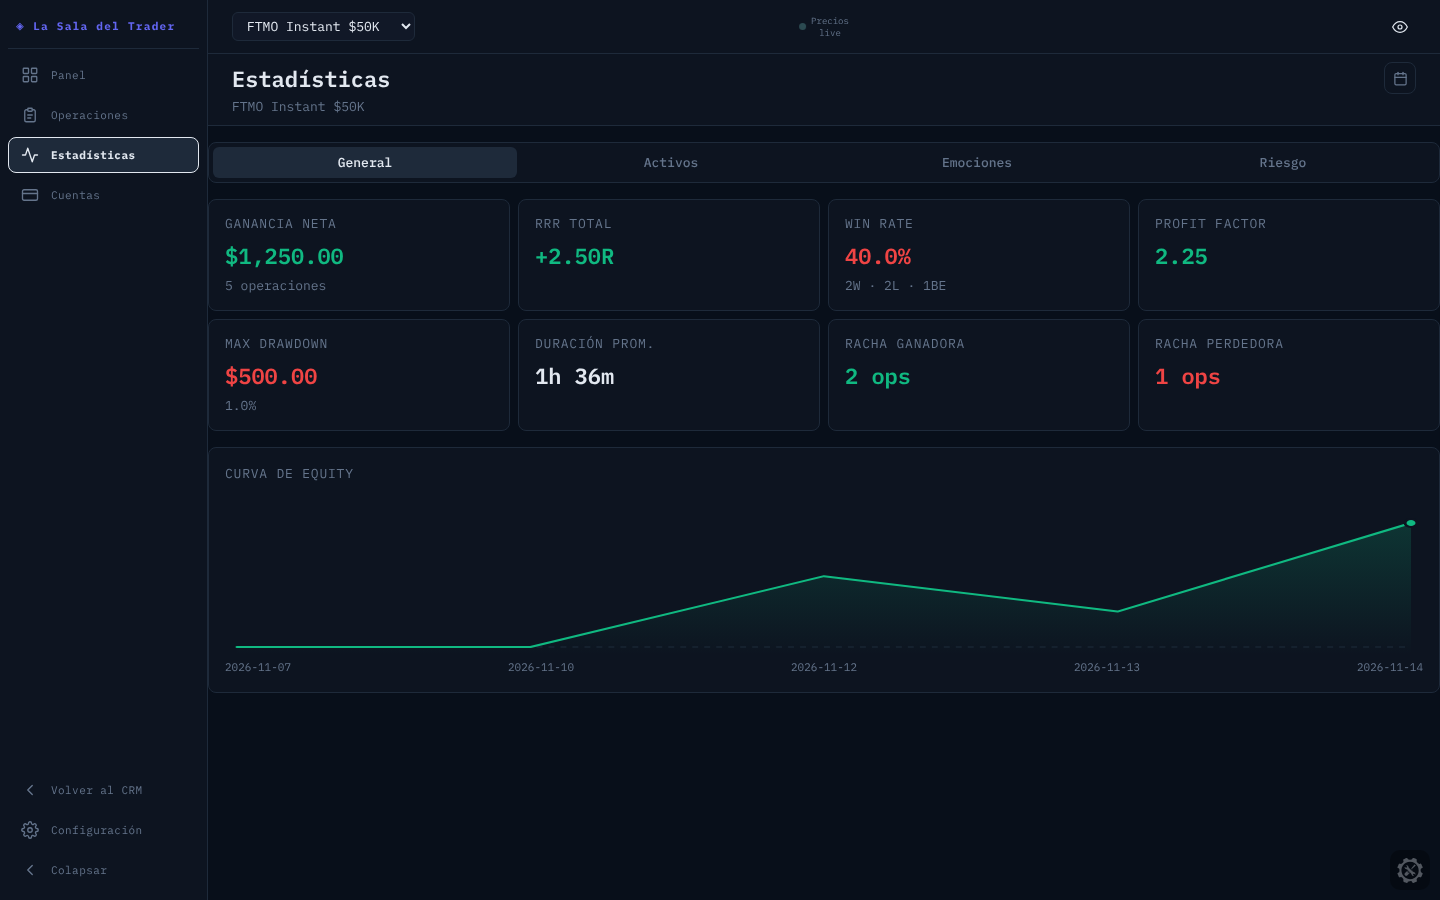 ◈ La Sala del Trader
Panel
Operaciones
Estadísticas
Cuentas
Volver al CRM
Configuración
Colapsar
FTMO Instant $50K
Precios
live
Estadísticas
FTMO Instant $50K
General
Activos
Emociones
Riesgo
GANANCIA NETA
$1,250.00
5 operaciones
RRR TOTAL
+2.50R
WIN RATE
40.0%
2W · 2L · 1BE
PROFIT FACTOR
2.25
MAX DRAWDOWN
$500.00
1.0%
DURACIÓN PROM.
1h 36m
RACHA GANADORA
2 ops
RACHA PERDEDORA
1 ops
CURVA DE EQUITY
2026-11-07
2026-11-10
2026-11-12
2026-11-13
2026-11-14